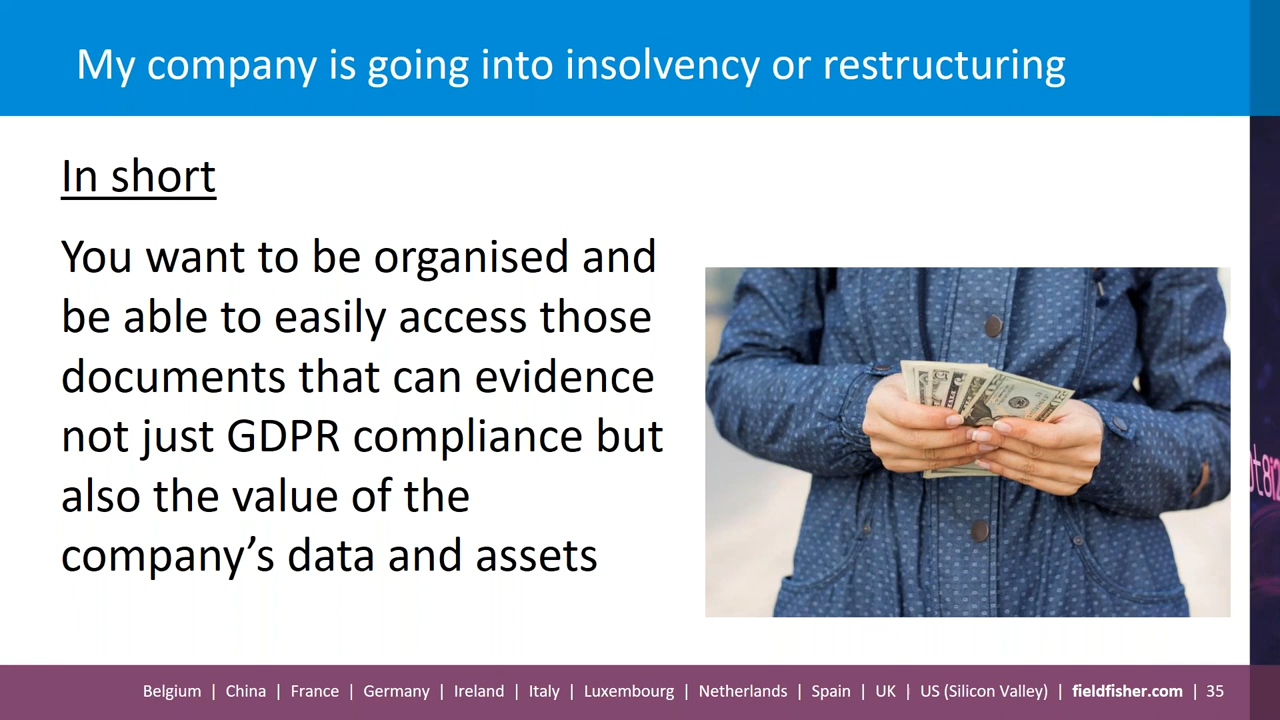 My company is going into insolvency or restructuring
In short
You want to be organised and
be able to easily access those
documents that can evidence
not just GDPR compliance but
also the value of the
company’s data and assets
Belgium | China | France | Germany | Ireland | Italy | Luxembourg | Netherlands | Spain | UK | US (Silicon Valley) | fieldfisher.com | 35